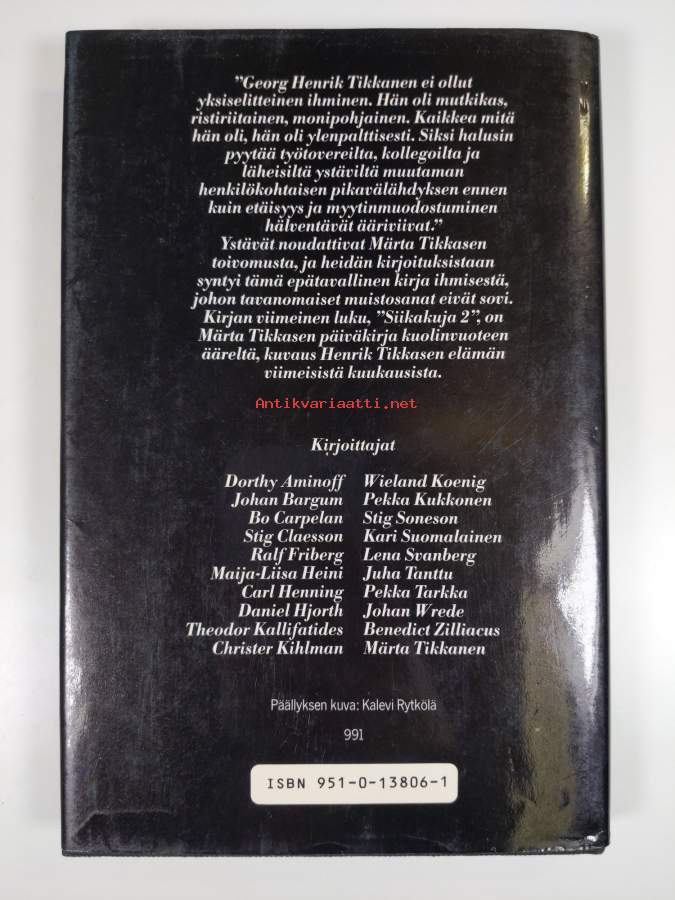 "Georg Henrik Tikkanen ei ollut
yksiselitteinen ihminen. Hän oli mutkikas,
ristiriitainen, monipohjainen. Kaikkea mitä
hän oli, hän oli ylenpalttisesti. Siksi halusin
pyytää työtovereilta, kollegoilta ja
läheisiltä ystäviltä muutaman
henkilökohtaisen pikavälähdyksen ennen
kuin etäisyys ja myytinmuodostuminen
hälventävät ääriviivat."
Ystävät noudattivat Märta Tikkasen
toivomusta, ja heidän kirjoituksistaan
syntyi tämä epätavallinen kirja ihmisestä,
johon tavanomaiset muistosanat eivät sovi.
Kirjan viimeinen luku, "Siikakuja 2", on
Märta Tikkasen päiväkirja kuolinvuoteen
ääreltä, kuvaus Henrik Tikkasen elämän
viimeisistä kuukausista.
Antikvariaatti.net
Kirjoittajat
Dorthy Aminoff Wieland Koenig
Johan Bargum Pekka Kukkonen
Bo Carpelan Stig Soneson
Stig Claesson Kari Suomalainen
Ralf Friberg Lena Svanberg
Maija-Liisa Heini Juha Tanttu
Carl Henning Pekka Tarkka
Daniel Hjorth Johan Wrede
Theodor Kallifatides Benedict Zilliacus
Christer Kihlman Märta Tikkanen
Päällyksen kuva: Kalevi Rytkölä
991
ISBN 951-0-13806-1